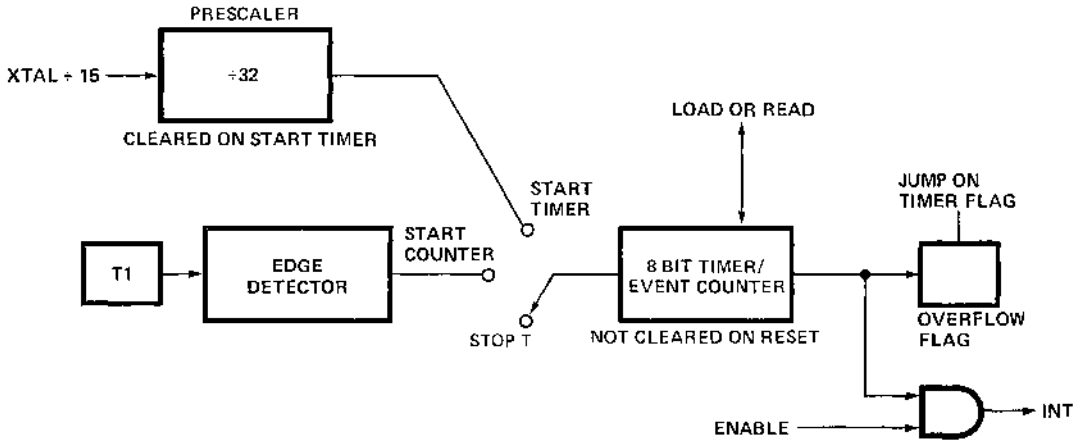 PRESCALER
XTAL ÷ 15
÷32
CLEARED ON START TIMER
LOAD OR READ
START
TIMER
JUMP ON
TIMER FLAG
START
COUNTER
T1
EDGE
DETECTOR
8 BIT TIMER/
EVENT COUNTER
STOP T
NOT CLEARED ON RESET
OVERFLOW
FLAG
ENABLE
INT